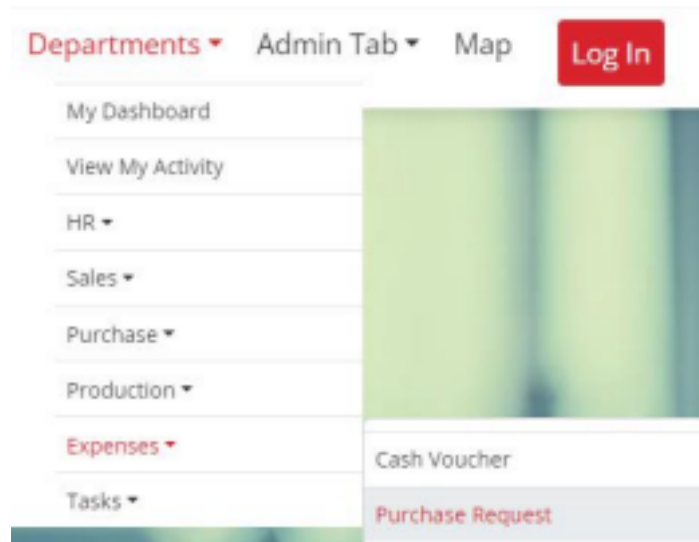 Departments Admin Tab Map Log In
My Dashboard
View My Activity
HR
Sales
Purchase
Production
Expenses
Cash Voucher
Tasks
Purchase Request